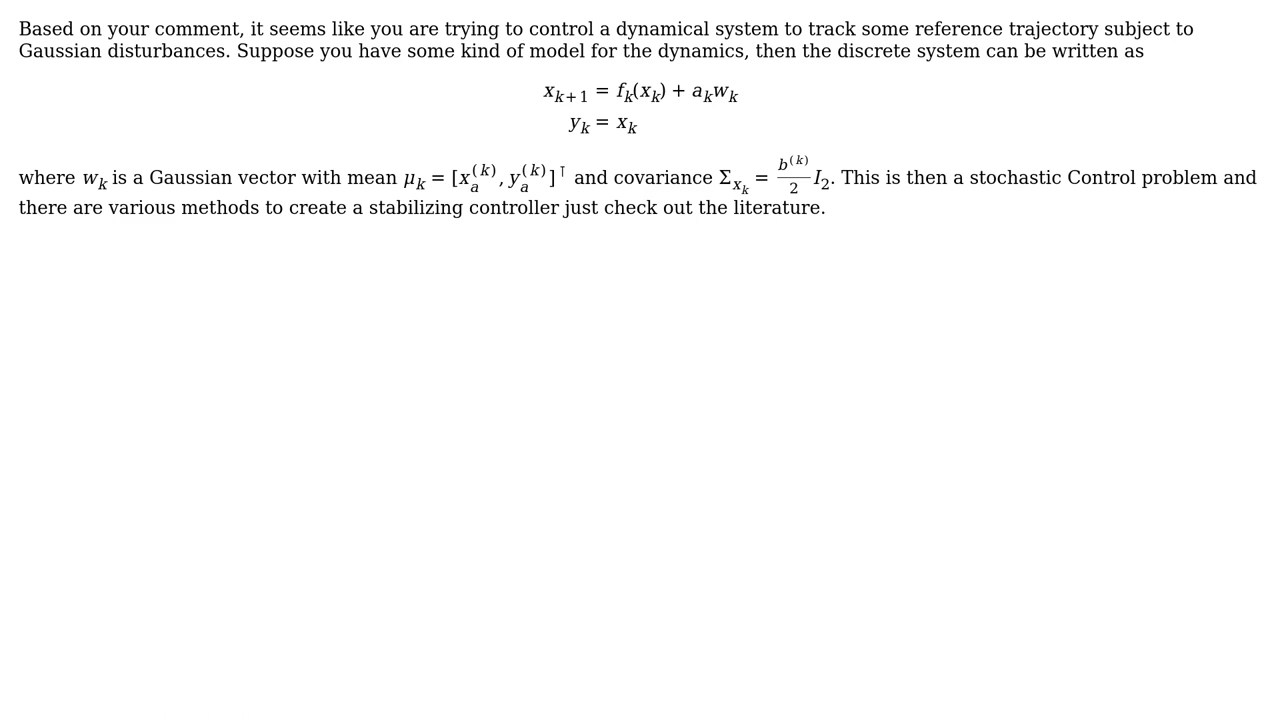 Based on your comment, it seems like you are trying to control a dynamical system to track some reference trajectory subject to
Gaussian disturbances. Suppose you have some kind of model for the dynamics, then the discrete system can be written as
$x_{k+1} = f_k(x_k) + a_k w_k$
$y_k = x_k$
where $w_k$ is a Gaussian vector with mean $\mu_k = [x_a^{(k)}, y_a^{(k)}]^\intercal$ and covariance $\Sigma_{x_k} = \frac{b^{(k)}}{2} I_2$. This is then a stochastic Control problem and
there are various methods to create a stabilizing controller just check out the literature.